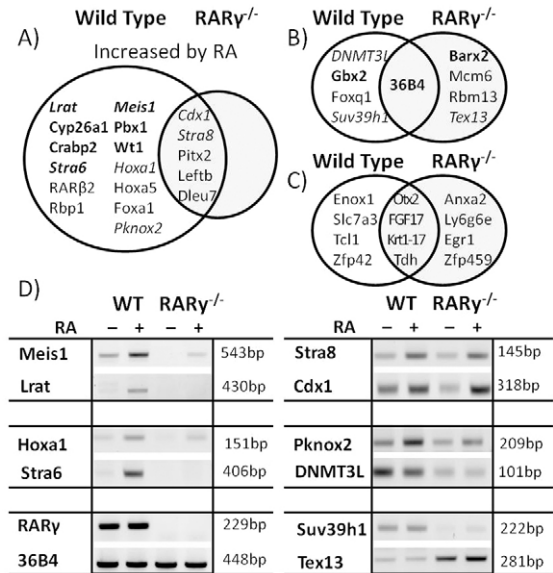 Wild Type RARγ-/-
A)
Increased by RA
Lrat Meis1
Cyp26a1 Pbx1 Cdx1
Crabp2 Wt1 Stra8
Stra6 Hoxa1 Pitx2
RARβ2 Hoxa5 Leftb
Rbp1 Foxa1 Dleu7
Pknox2
B) Wild Type RARγ-/-
DNMT3L Barx2
Gbx2 36B4 Mcm6
Foxq1 Rbm13
Suv39h1 Tex13
C) Wild Type RARγ-/-
Enox1 Otx2 Anxa2
Slc7a3 FGF17 Ly6g6e
Tcl1 Krt1-17 Egr1
Zfp42 Tdh Zfp459
D)
WT RARγ-/-
RA – + – +
Meis1 543bp
Lrat 430bp
Hoxa1 151bp
Stra6 406bp
RARγ 229bp
36B4 448bp
WT RARγ-/-
RA – + – +
Stra8 145bp
Cdx1 318bp
Pknox2 209bp
DNMT3L 101bp
Suv39h1 222bp
Tex13 281bp